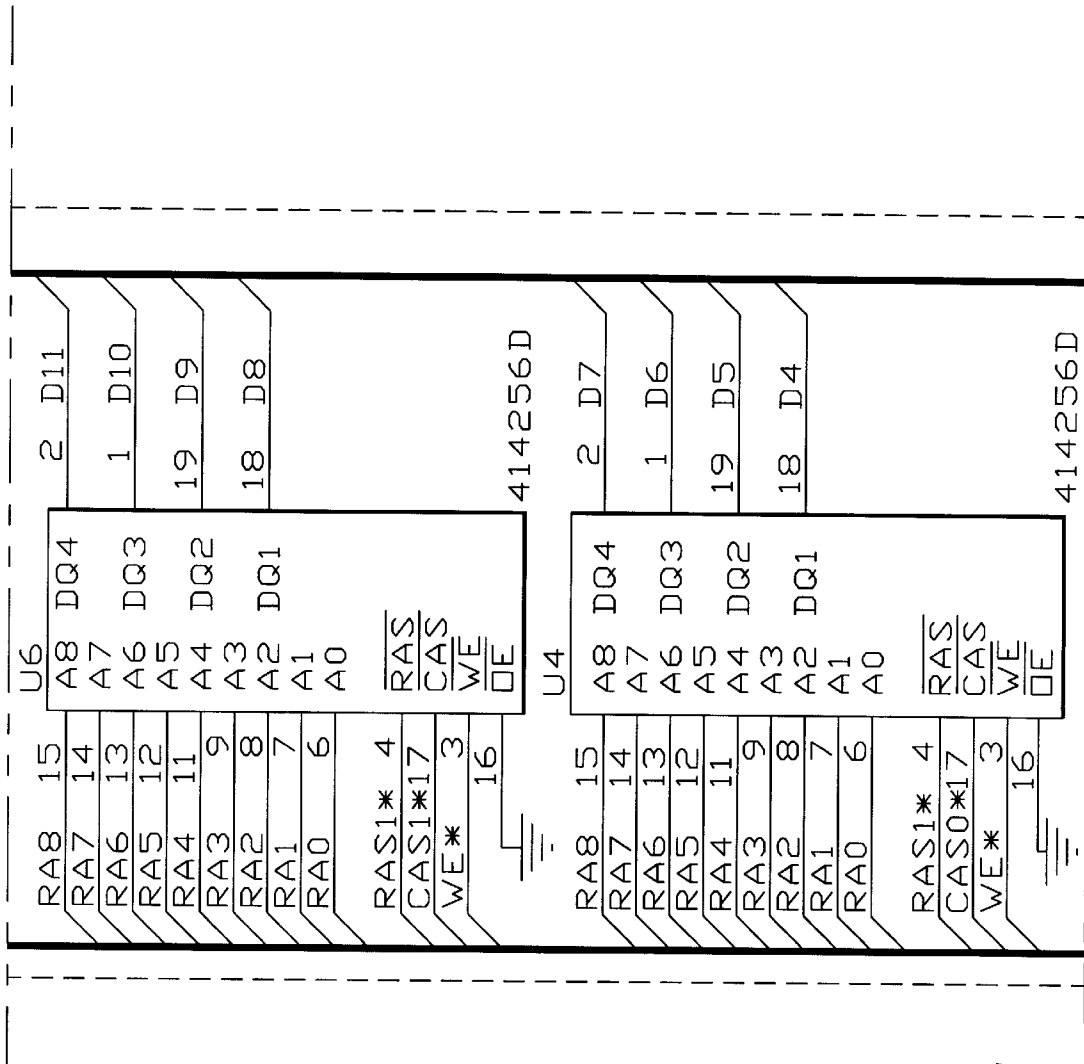 U6
RA8 15 A8 DQ4 2 D11
RA7 14 A7
RA6 13 A6 DQ3 1 D10
RA5 12 A5
RA4 11 A4 DQ2 19 D9
RA3 9 A3
RA2 8 A2 DQ1 18 D8
RA1 7 A1
RA0 6 A0
RAS1* 4 RAS
CAS1*17 CAS
WE* 3 WE
16 OE
414256D
U4
RA8 15 A8 DQ4 2 D7
RA7 14 A7
RA6 13 A6 DQ3 1 D6
RA5 12 A5
RA4 11 A4 DQ2 19 D5
RA3 9 A3
RA2 8 A2 DQ1 18 D4
RA1 7 A1
RA0 6 A0
RAS1* 4 RAS
CAS0*17 CAS
WE* 3 WE
16 OE
414256D